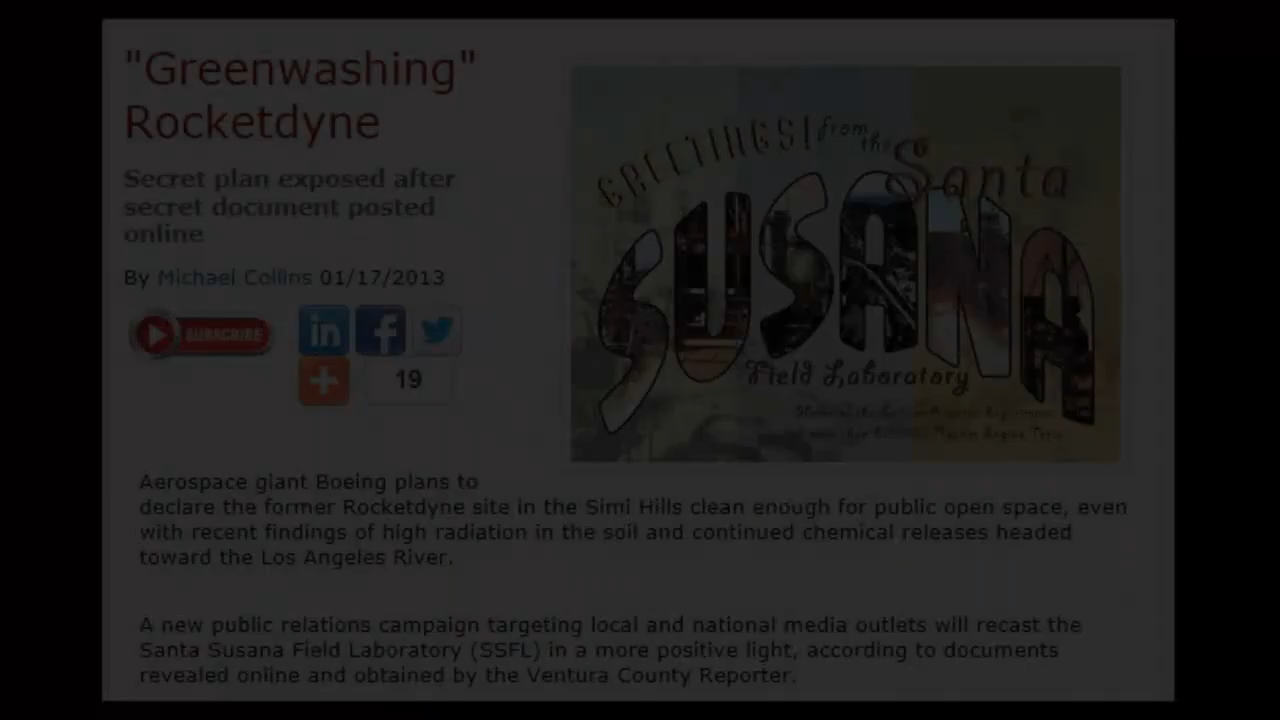 "Greenwashing"
Rocketdyne
Secret plan exposed after
secret document posted
online
By Michael Collins 01/17/2013
SUBSCRIBE
in f
+ 19
GREETINGS! from the Santa
SUSANA
Field Laboratory
Aerospace giant Boeing plans to
declare the former Rocketdyne site in the Simi Hills clean enough for public open space, even
with recent findings of high radiation in the soil and continued chemical releases headed
toward the Los Angeles River.
A new public relations campaign targeting local and national media outlets will recast the
Santa Susana Field Laboratory (SSFL) in a more positive light, according to documents
revealed online and obtained by the Ventura County Reporter.